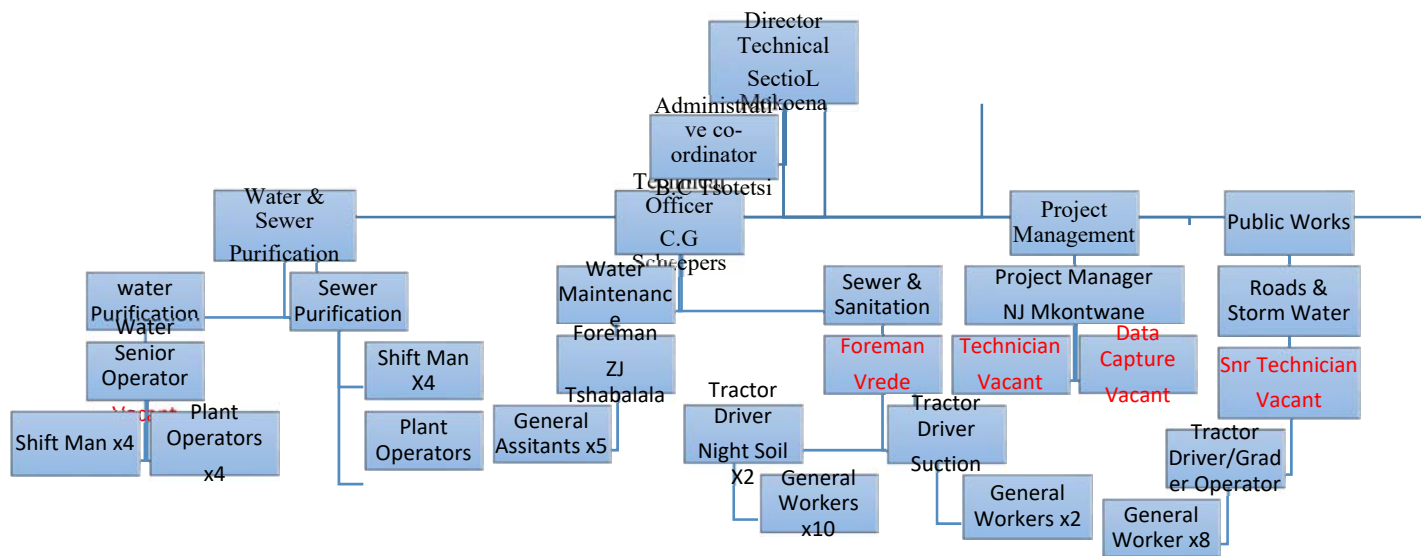 Director
Technical
SectioL
Mokoena
Administrati
ve co-
ordinator
B.C Tsotetsi
Water &
Sewer
Purification
Technical
Officer
C.G
Scheepers
Project
Management
Public Works
water
Purification
Sewer
Purification
Water
Maintenanc
e
Sewer &
Sanitation
Project Manager
NJ Mkontwane
Roads &
Storm Water
Water
Senior
Operator
Vacant
Shift Man
X4
Foreman
ZJ
Tshabalala
Foreman
Vrede
Technician
Vacant
Data
Capture
Vacant
Snr Technician
Vacant
Shift Man x4
Plant
Operators
x4
Plant
Operators
General
Assitants x5
Tractor
Driver
Night Soil
X2
Tractor
Driver
Suction
Tractor
Driver/Grad
er Operator
General
Workers
x10
General
Workers x2
General
Worker x8